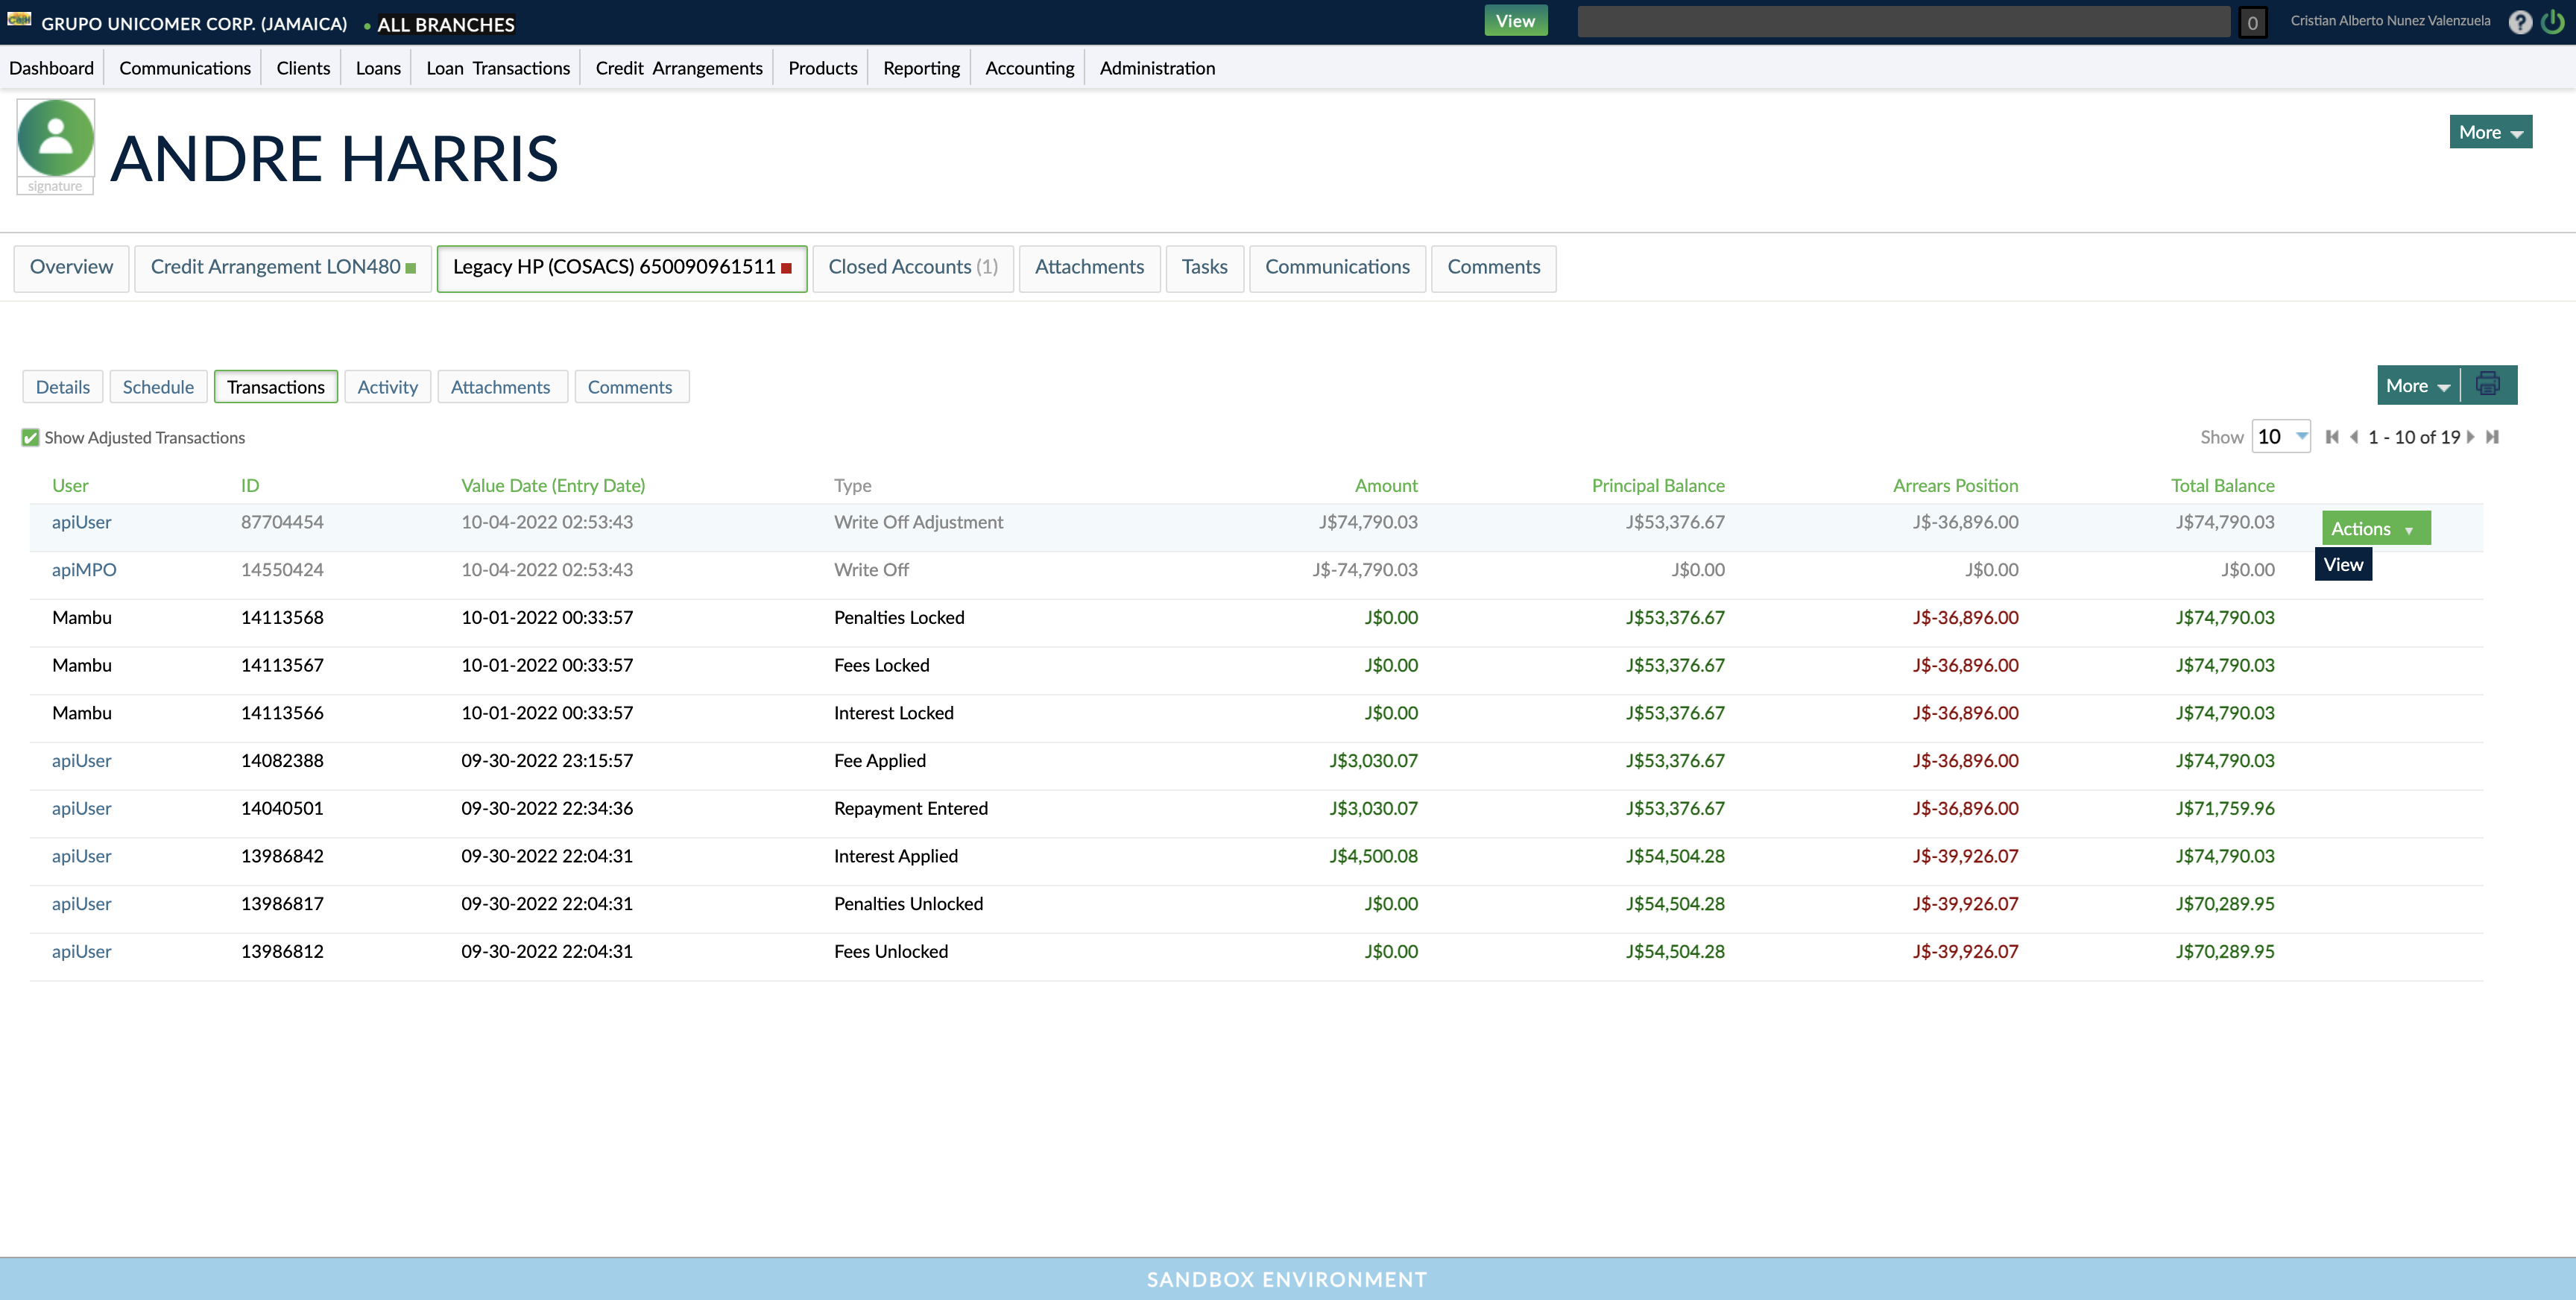 GRUPO UNICOMER CORP. (JAMAICA) • ALL BRANCHES View 0 Cristian Alberto Nunez Valenzuela ?
Dashboard Communications Clients Loans Loan Transactions Credit Arrangements Products Reporting Accounting Administration
ANDRE HARRIS More
signature
Overview Credit Arrangement LON480 Legacy HP (COSACS) 650090961511 Closed Accounts (1) Attachments Tasks Communications Comments
Details Schedule Transactions Activity Attachments Comments More
Show Adjusted Transactions Show 10 1 - 10 of 19
User ID Value Date (Entry Date) Type Amount Principal Balance Arrears Position Total Balance
apiUser 87704454 10-04-2022 02:53:43 Write Off Adjustment J$74,790.03 J$53,376.67 J$-36,896.00 J$74,790.03 Actions
View
apiMPO 14550424 10-04-2022 02:53:43 Write Off J$-74,790.03 J$0.00 J$0.00 J$0.00
Mambu 14113568 10-01-2022 00:33:57 Penalties Locked J$0.00 J$53,376.67 J$-36,896.00 J$74,790.03
Mambu 14113567 10-01-2022 00:33:57 Fees Locked J$0.00 J$53,376.67 J$-36,896.00 J$74,790.03
Mambu 14113566 10-01-2022 00:33:57 Interest Locked J$0.00 J$53,376.67 J$-36,896.00 J$74,790.03
apiUser 14082388 09-30-2022 23:15:57 Fee Applied J$3,030.07 J$53,376.67 J$-36,896.00 J$74,790.03
apiUser 14040501 09-30-2022 22:34:36 Repayment Entered J$3,030.07 J$53,376.67 J$-36,896.00 J$71,759.96
apiUser 13986842 09-30-2022 22:04:31 Interest Applied J$4,500.08 J$54,504.28 J$-39,926.07 J$74,790.03
apiUser 13986817 09-30-2022 22:04:31 Penalties Unlocked J$0.00 J$54,504.28 J$-39,926.07 J$70,289.95
apiUser 13986812 09-30-2022 22:04:31 Fees Unlocked J$0.00 J$54,504.28 J$-39,926.07 J$70,289.95
SANDBOX ENVIRONMENT